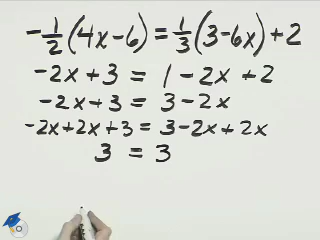 -1/2(4x-6) = 1/3(3-6x)+2
-2x+3 = 1-2x+2
-2x+3 = 3-2x
-2x+2x+3 = 3-2x+2x
3 = 3